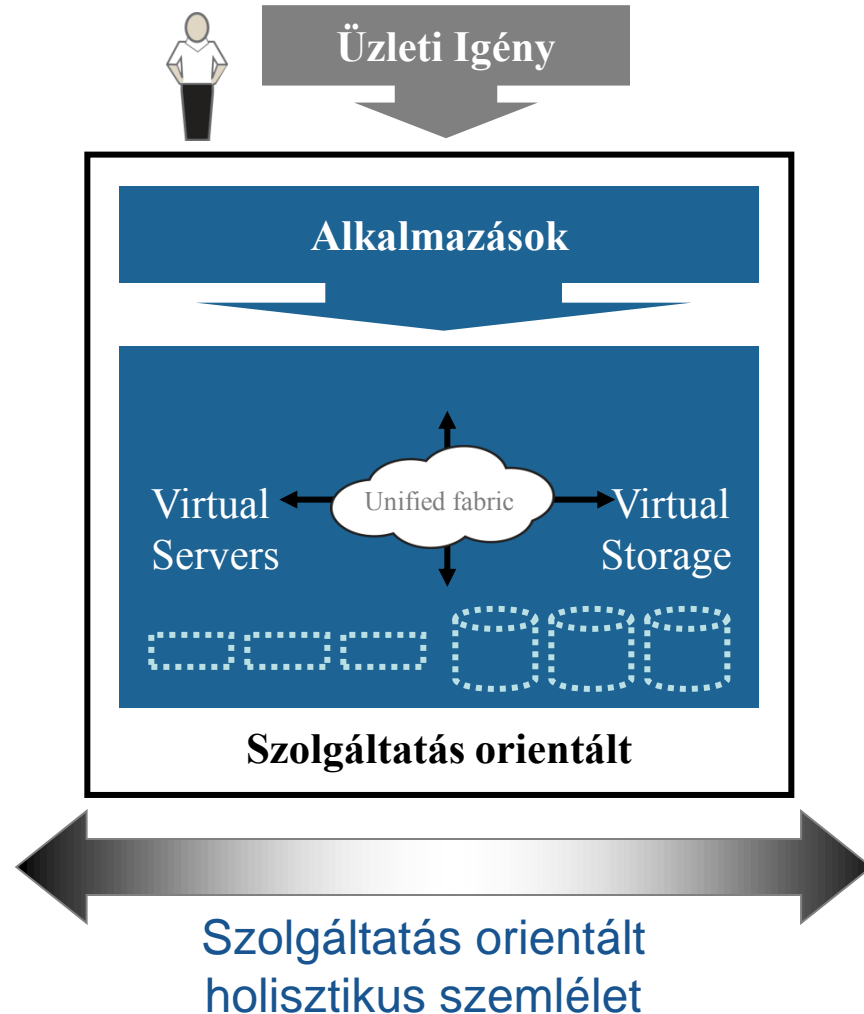 Üzleti Igény
Alkalmazások
Unified fabric
Virtual
Servers
Virtual
Storage
Szolgáltatás orientált
Szolgáltatás orientált
holisztikus szemlélet